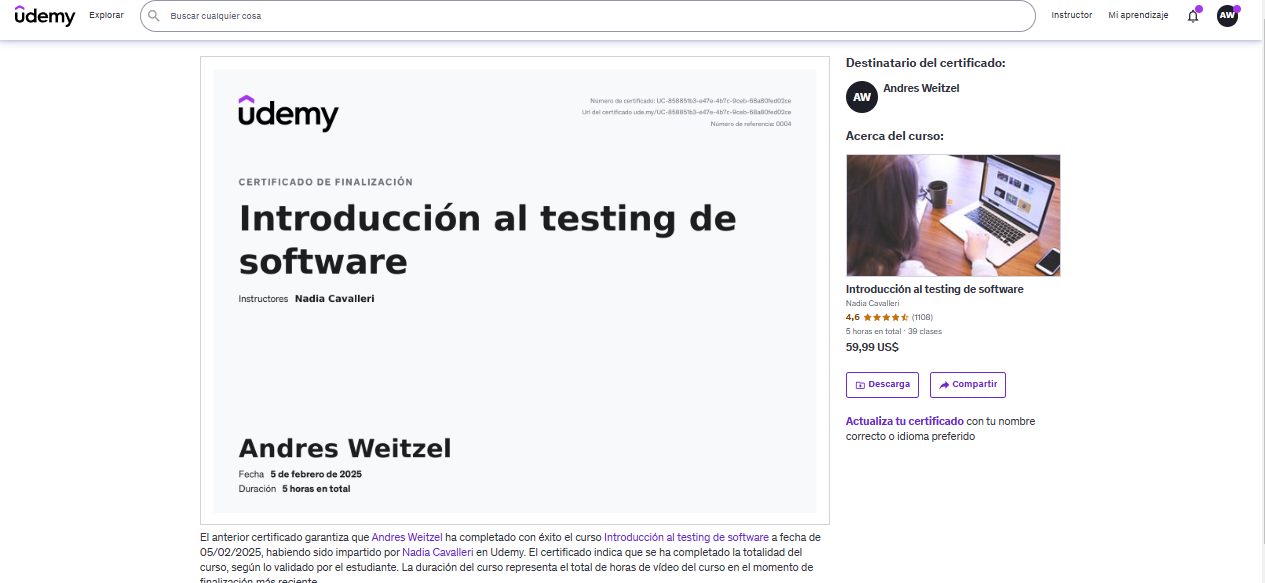 ûdemy
Explorar
Buscar cualquier cosa
Instructor
Mi aprendizaje
AW
ûdemy
Número de certificado: UC-858851b3-e47e-4b7c-9ceb-68a80fed02ce
Url del certificado ude.my/UC-858851b3-e47e-4b7c-9ceb-68a80fed02ce
Número de referencia: 0004
CERTIFICADO DE FINALIZACIÓN
Introducción al testing de
software
Instructores Nadia Cavalleri
Andres Weitzel
Fecha 5 de febrero de 2025
Duración 5 horas en total
El anterior certificado garantiza que Andres Weitzel ha completado con éxito el curso Introducción al testing de software a fecha de
05/02/2025, habiendo sido impartido por Nadia Cavalleri en Udemy. El certificado indica que se ha completado la totalidad del
curso, según lo validado por el estudiante. La duración del curso representa el total de horas de vídeo del curso en el momento de
finalización más reciente.
Destinatario del certificado:
AW
Andres Weitzel
Acerca del curso:
Introducción al testing de software
Nadia Cavalleri
4,6 (1108)
5 horas en total · 39 clases
59,99 US$
Descarga
Compartir
Actualiza tu certificado con tu nombre
correcto o idioma preferido